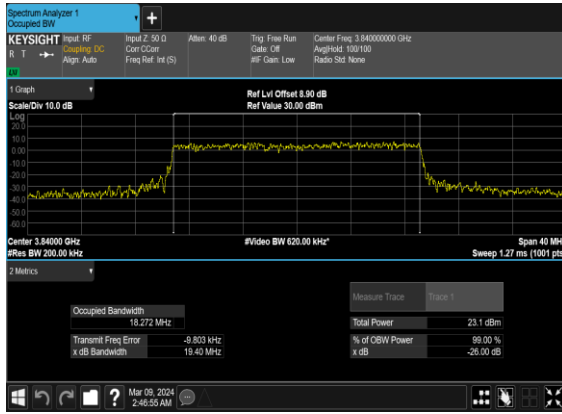 Spectrum Analyzer 1
Occupied BW
KEYSIGHT Input: RF Input Z: 50 Ω Atten: 40 dB Trig: Free Run Center Freq: 3.840000000 GHz
R T Coupling: DC Corr CCorr Gate: Off Avg|Hold: 100/100
Align: Auto Freq Ref: Int (S) #IF Gain: Low Radio Std: None
1 Graph
Ref Lvl Offset 8.90 dB
Scale/Div 10.0 dB Ref Value 30.00 dBm
Log
20.0
10.0
0.00
-10.0
-20.0
-30.0
-40.0
-50.0
-60.0
Center 3.84000 GHz #Video BW 620.00 kHz* Span 40 MH
#Res BW 200.00 kHz Sweep 1.27 ms (1001 pts
2 Metrics
Measure Trace Trace 1
Occupied Bandwidth
18.272 MHz Total Power 23.1 dBm
Transmit Freq Error -9.803 kHz % of OBW Power 99.00 %
x dB Bandwidth 19.40 MHz x dB -26.00 dB
? Mar 09, 2024
2:46:55 AM